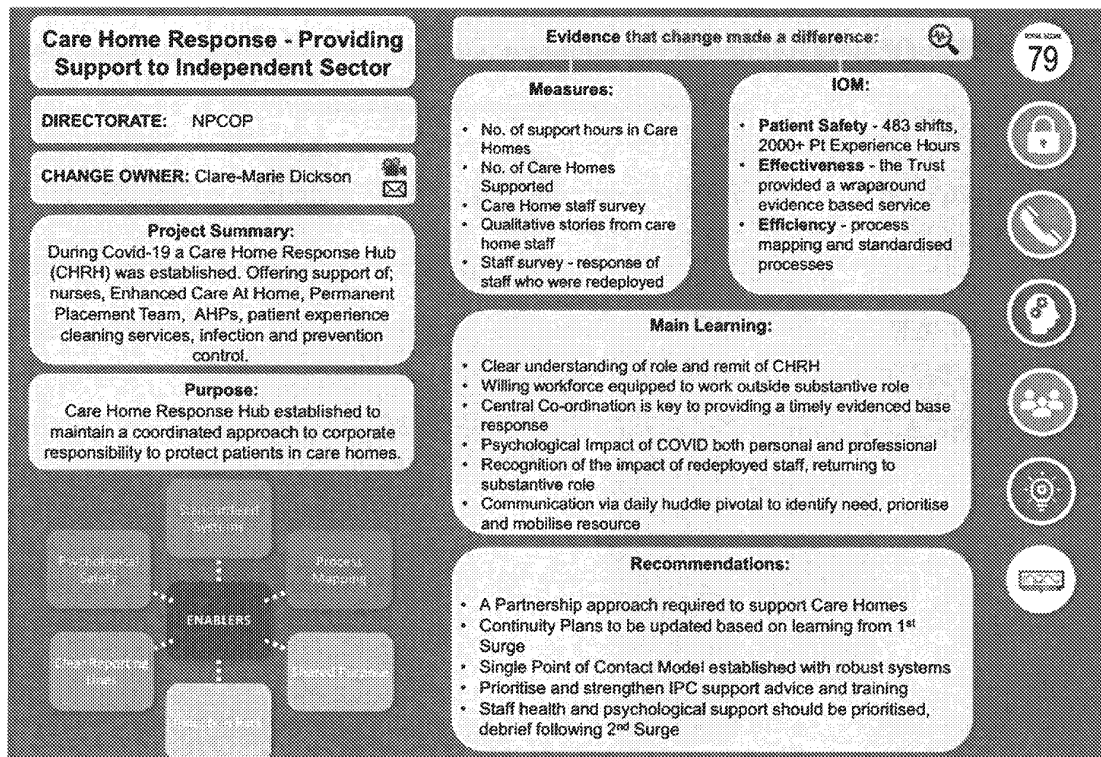 Care Home Response - Providing
Support to Independent Sector
DIRECTORATE: NPCOP
CHANGE OWNER: Clare-Marie Dickson
Project Summary:
During Covid-19 a Care Home Response Hub
(CHRH) was established. Offering support of;
nurses, Enhanced Care At Home, Permanent
Placement Team, AHPs, patient experience
cleaning services, infection and prevention
control.
Purpose:
Care Home Response Hub established to
maintain a coordinated approach to corporate
responsibility to protect patients in care homes.
Psychological
Safety
Process
Mapping
ENABLERS
Clear Reporting
Line
Evidence that change made a difference:
Measures:
• No. of support hours in Care
Homes
• No. of Care Homes
Supported
• Care Home staff survey
• Qualitative stories from care
home staff
• Staff survey - response of
staff who were redeployed
IOM:
• Patient Safety - 483 shifts,
2000+ Pt Experience Hours
• Effectiveness - the Trust
provided a wraparound
evidence based service
• Efficiency - process
mapping and standardised
processes
Main Learning:
• Clear understanding of role and remit of CHRH
• Willing workforce equipped to work outside substantive role
• Central Co-ordination is key to providing a timely evidenced base
response
• Psychological Impact of COVID both personal and professional
• Recognition of the impact of redeployed staff, returning to
substantive role
• Communication via daily huddle pivotal to identify need, prioritise
and mobilise resource
Recommendations:
• A Partnership approach required to support Care Homes
• Continuity Plans to be updated based on learning from 1st
Surge
• Single Point of Contact Model established with robust systems
• Prioritise and strengthen IPC support advice and training
• Staff health and psychological support should be prioritised,
debrief following 2nd Surge
TOTAL SCORE
79